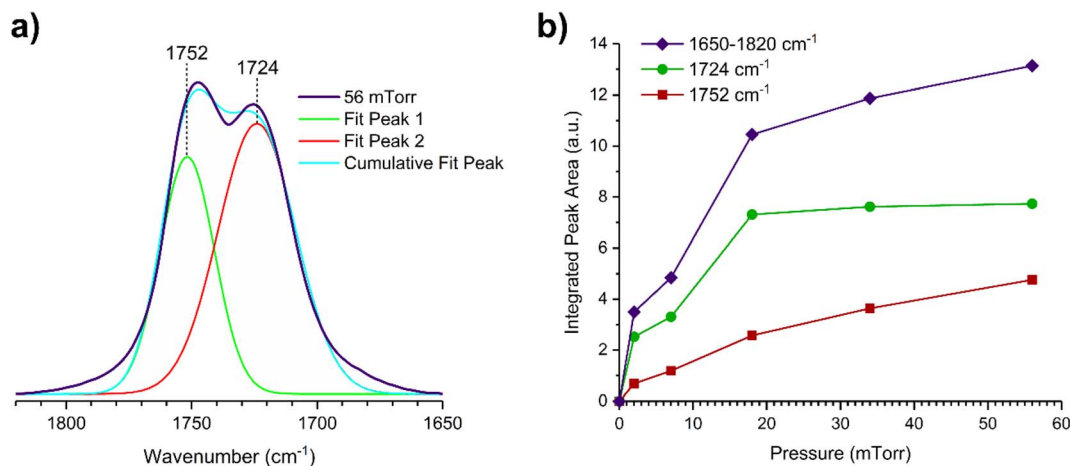 a)
1752
1724
56 mTorr
Fit Peak 1
Fit Peak 2
Cumulative Fit Peak
1800
1750
1700
1650
Wavenumber (cm⁻¹)
b)
1650-1820 cm⁻¹
1724 cm⁻¹
1752 cm⁻¹
14
12
10
8
6
4
2
0
Integrated Peak Area (a.u.)
0
10
20
30
40
50
60
Pressure (mTorr)